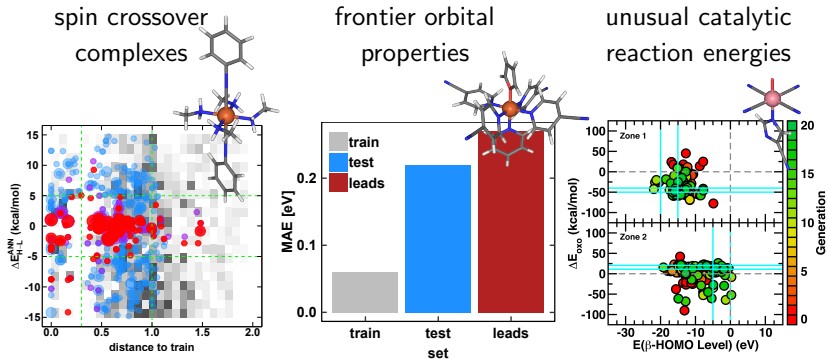 spin crossover
complexes
frontier orbital
properties
unusual catalytic
reaction energies
ΔE^ANN_H-L (kcal/mol)
15
10
5
0
-5
-10
-15
0.0
0.5
1.0
1.5
2.0
distance to train
MAE [eV]
0.2
0.1
0.0
train
test
leads
train
test
leads
set
ΔE_oxo (kcal/mol)
Zone 1
100
50
0
-50
-100
Zone 2
100
50
0
-50
-100
-30
-20
-10
0
10
E(β-HOMO Level) (eV)
20
15
10
5
0
Generation